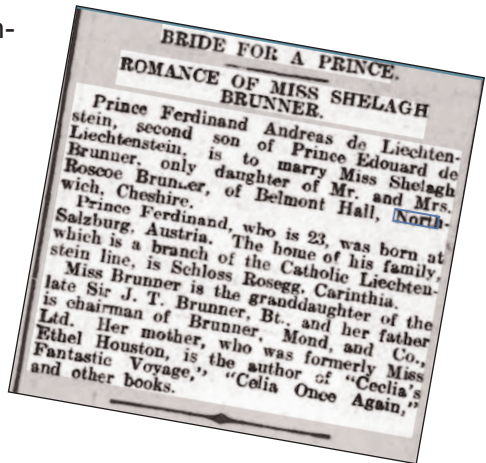 n-
BRIDE FOR A PRINCE.
ROMANCE OF MISS SHELAGH
BRUNNER.
Prince Ferdinand Andreas de Liechten-
stein, second son of Prince Edouard de
Liechtenstein, is to marry Miss Shelagh
Brunner, only daughter of Mr. and Mrs.
Roscoe Brunner, of Belmont Hall, North-
wich, Cheshire.
Prince Ferdinand, who is 23, was born at
Salzburg, Austria. The home of his family,
which is a branch of the Catholic Liechten-
stein line, is Schloss Rosegg, Carinthia.
Miss Brunner is the granddaughter of the
late Sir J. T. Brunner, Bt., and her father
is chairman of Brunner, Mond, and Co.,
Ltd. Her mother, who was formerly Miss
Ethel Houston, is the author of "Ceclia's
Fantastic Voyage," "Celia Once Again,"
and other books.